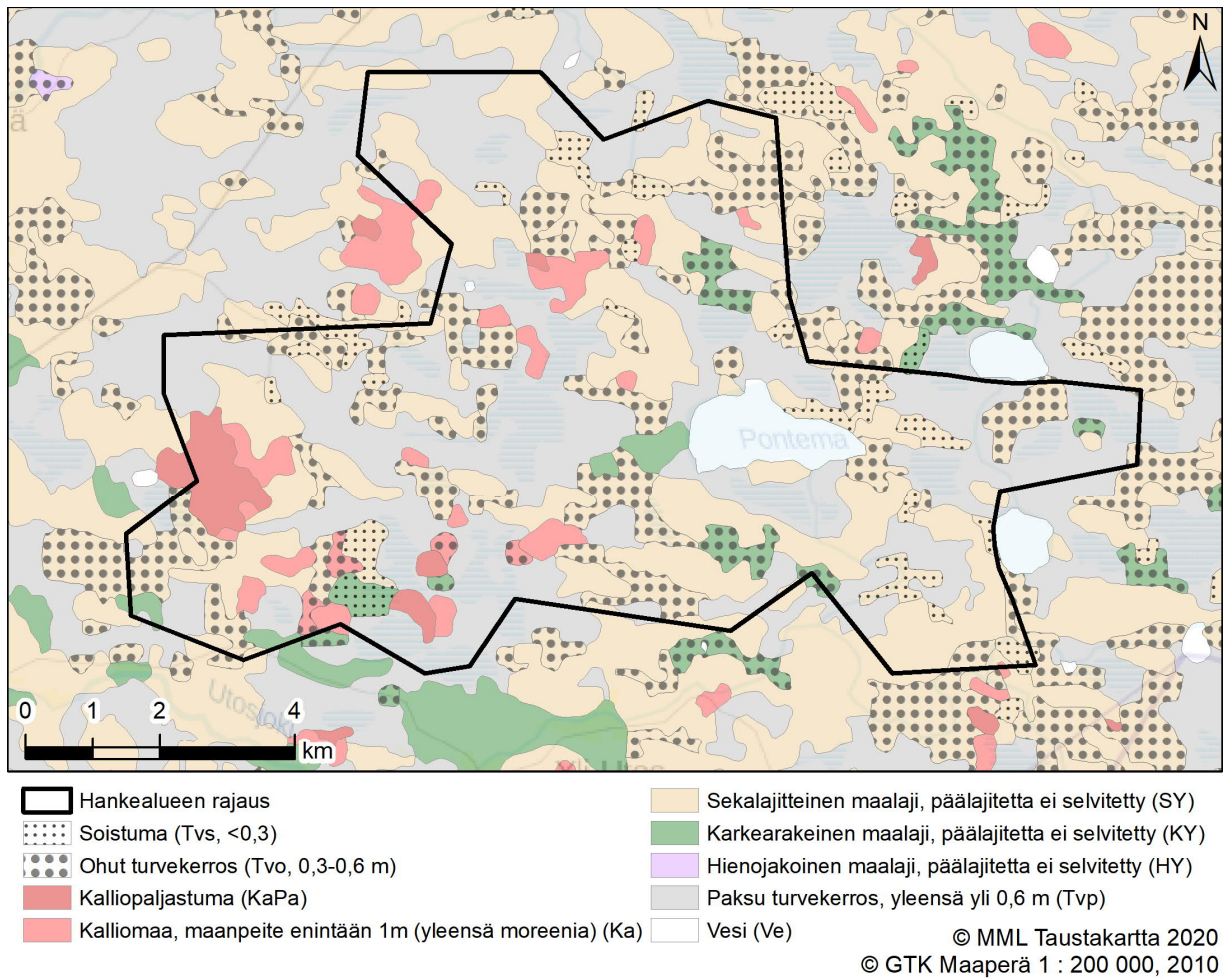 N
ä
Pontema
Utosjoki
0 1 2 4
km
Hankealueen rajaus
Soistuma (Tvs, <0,3)
Ohut turvekerros (Tvo, 0,3-0,6 m)
Kalliopaljastuma (KaPa)
Kalliomaa, maanpeite enintään 1m (yleensä moreenia) (Ka)
Sekalajitteinen maalaji, päälajitetta ei selvitetty (SY)
Karkearakeinen maalaji, päälajitetta ei selvitetty (KY)
Hienojakoinen maalaji, päälajitetta ei selvitetty (HY)
Paksu turvekerros, yleensä yli 0,6 m (Tvp)
Vesi (Ve)
© MML Taustakartta 2020
© GTK Maaperä 1 : 200 000, 2010